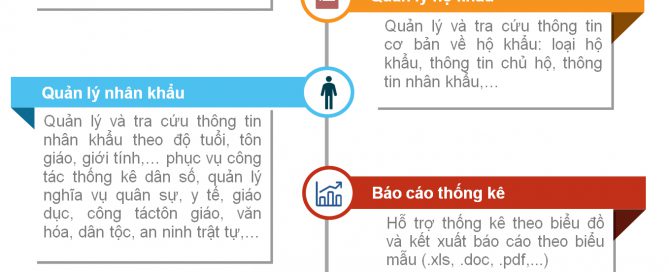 Quản lý hộ khẩu
Quản lý và tra cứu thông tin
cơ bản về hộ khẩu: loại hộ
khẩu, thông tin chủ hộ, thông
tin nhân khẩu,...
Quản lý nhân khẩu
Quản lý và tra cứu thông tin
nhân khẩu theo độ tuổi, tôn
giáo, giới tính,... phục vụ công
tác thống kê dân số, quản lý
nghĩa vụ quân sự, y tế, giáo
dục, công táctôn giáo, văn
hóa, dân tộc, an ninh trật tự,...
Báo cáo thống kê
Hỗ trợ thống kê theo biểu đồ
và kết xuất báo cáo theo biểu
mẫu (.xls, .doc, .pdf,...)